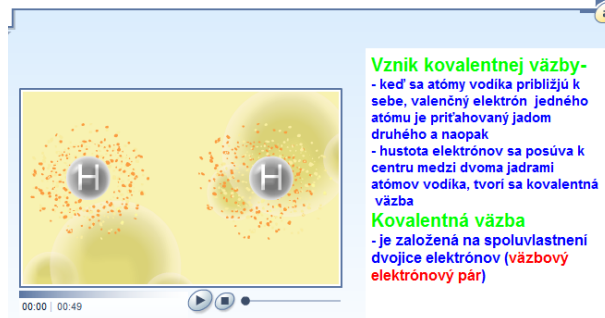 Vznik kovalentnej väzby-
- keď sa atómy vodíka priblížjú k
sebe, valenčný elektrón jedného
atómu je priťahovaný jadom
druhého a naopak
- hustota elektrónov sa posúva k
centru medzi dvoma jadrami
atómov vodíka, tvorí sa kovalentná
väzba
Kovalentná väzba
- je založená na spoluvlastnení
dvojice elektrónov (väzbový
elektrónový pár)
H H
00:00 | 00:49